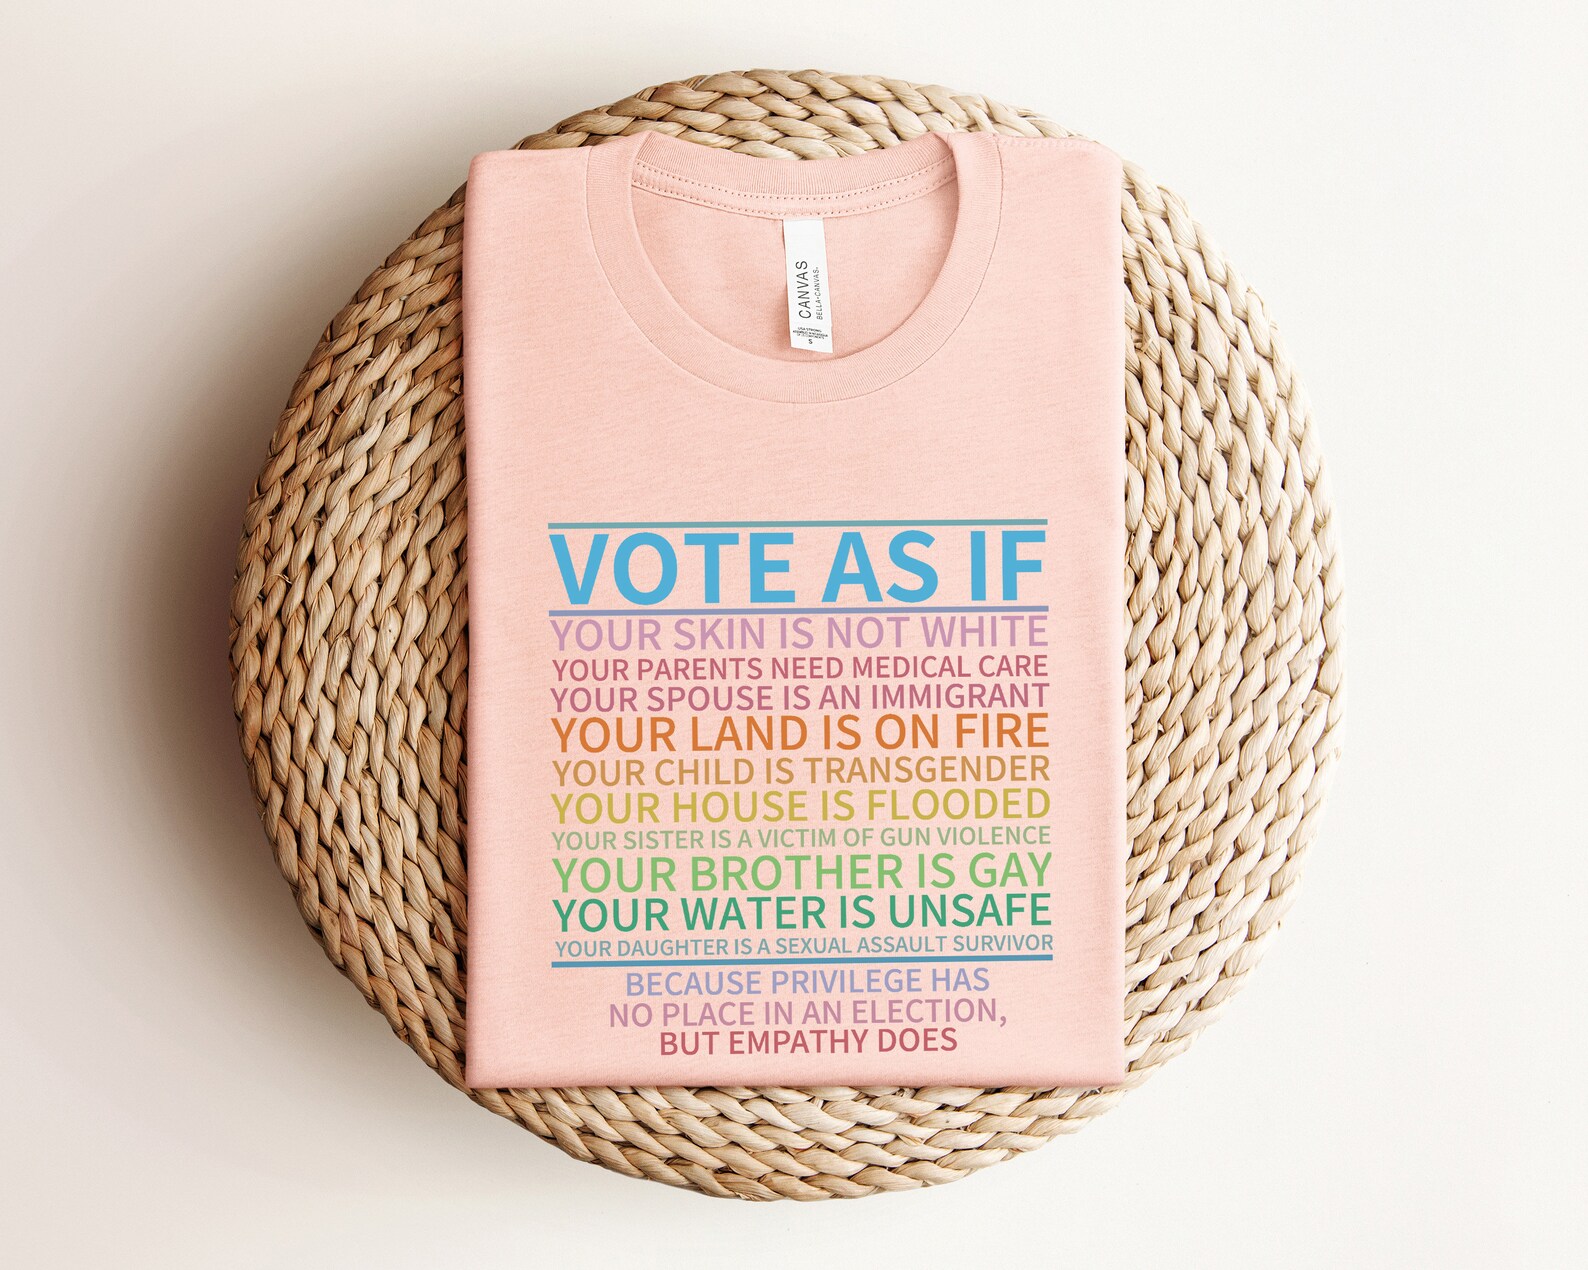 CANVAS
BELLA+CANVAS
S
VOTE AS IF
YOUR SKIN IS NOT WHITE
YOUR PARENTS NEED MEDICAL CARE
YOUR SPOUSE IS AN IMMIGRANT
YOUR LAND IS ON FIRE
YOUR CHILD IS TRANSGENDER
YOUR HOUSE IS FLOODED
YOUR SISTER IS A VICTIM OF GUN VIOLENCE
YOUR BROTHER IS GAY
YOUR WATER IS UNSAFE
YOUR DAUGHTER IS A SEXUAL ASSAULT SURVIVOR
BECAUSE PRIVILEGE HAS
NO PLACE IN AN ELECTION,
BUT EMPATHY DOES